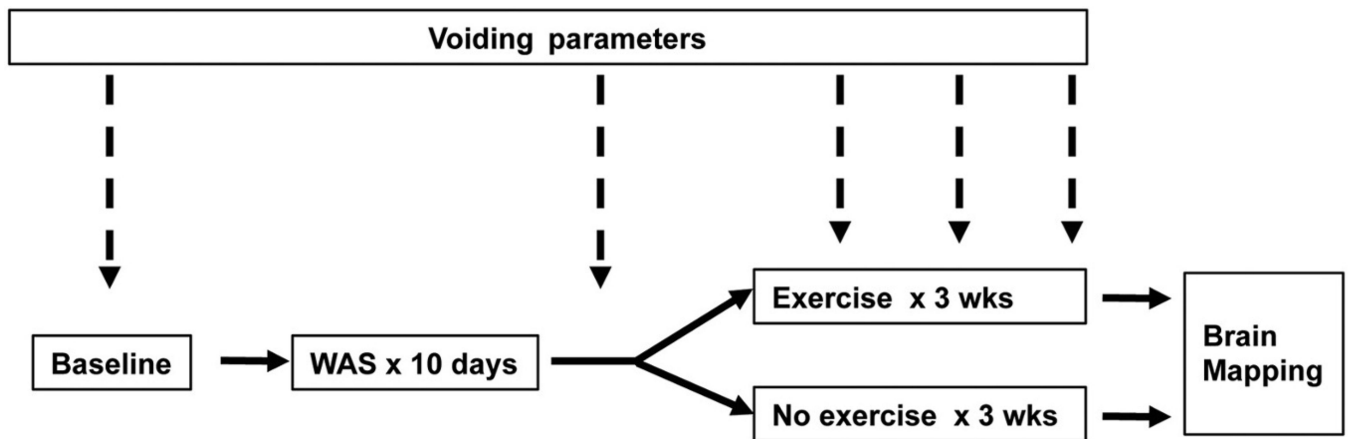 Voiding parameters
Exercise x 3 wks
Baseline
WAS x 10 days
Brain
Mapping
No exercise x 3 wks